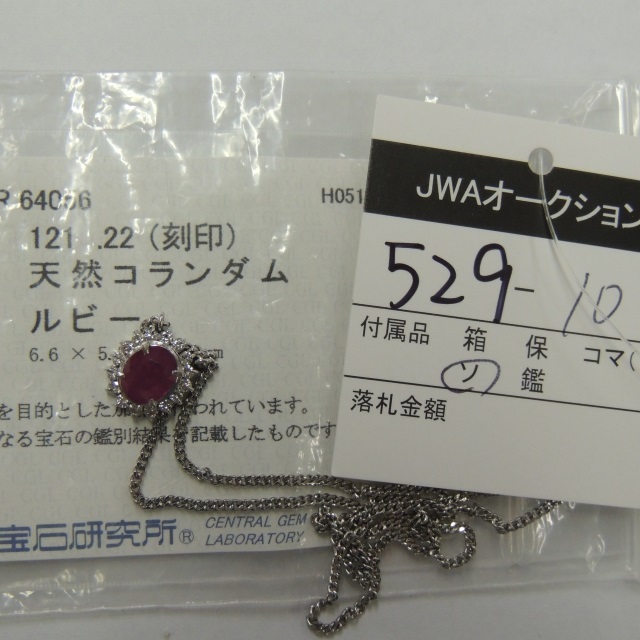 R 64086
H051
121 .22 (刻印)
天然コランダム
ルビー
6.6 × 5.
を目的とした
われています。
なる宝石の鑑別結果を記載したものです
宝石研究所®
CENTRAL GEM
LABORATORY
JWAオークション
529-10
付属品 箱 保 コマ(
ソ 鑑
落札金額